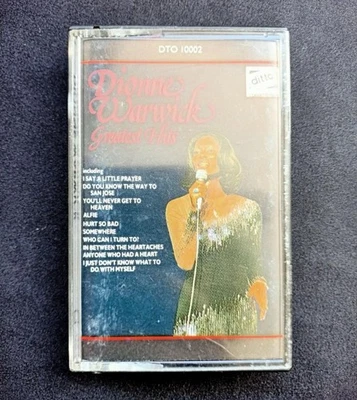 DTO 10002
ditto
Dionne
Warwick
Greatest Hits
including
I SAY A LITTLE PRAYER
DO YOU KNOW THE WAY TO
SAN JOSE
YOU'LL NEVER GET TO
HEAVEN
ALFIE
HURT SO BAD
SOMEWHERE
WHO CAN I TURN TO?
IN BETWEEN THE HEARTACHES
ANYONE WHO HAD A HEART
I JUST DON'T KNOW WHAT TO
DO WITH MYSELF